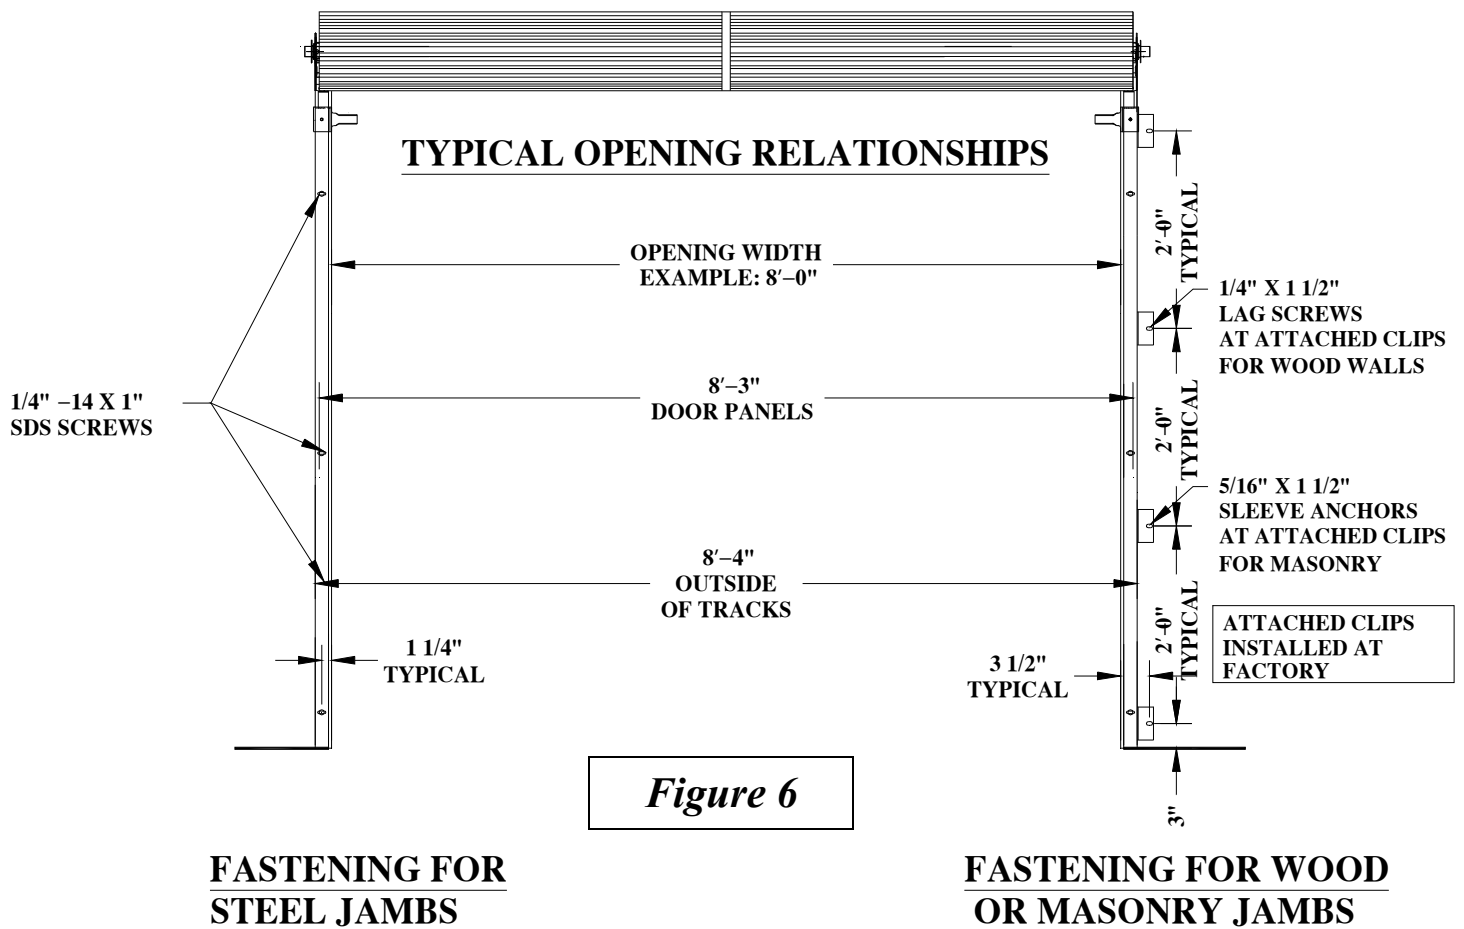 TYPICAL OPENING RELATIONSHIPS
2′–0"
TYPICAL
OPENING WIDTH
EXAMPLE: 8′–0"
1/4" X 1 1/2"
LAG SCREWS
AT ATTACHED CLIPS
FOR WOOD WALLS
1/4" –14 X 1"
SDS SCREWS
8′–3"
DOOR PANELS
2′–0"
TYPICAL
5/16" X 1 1/2"
SLEEVE ANCHORS
AT ATTACHED CLIPS
FOR MASONRY
8′–4"
OUTSIDE
OF TRACKS
2′–0"
TYPICAL
ATTACHED CLIPS
INSTALLED AT
FACTORY
1 1/4"
TYPICAL
3 1/2"
TYPICAL
3"
Figure 6
FASTENING FOR
STEEL JAMBS
FASTENING FOR WOOD
OR MASONRY JAMBS